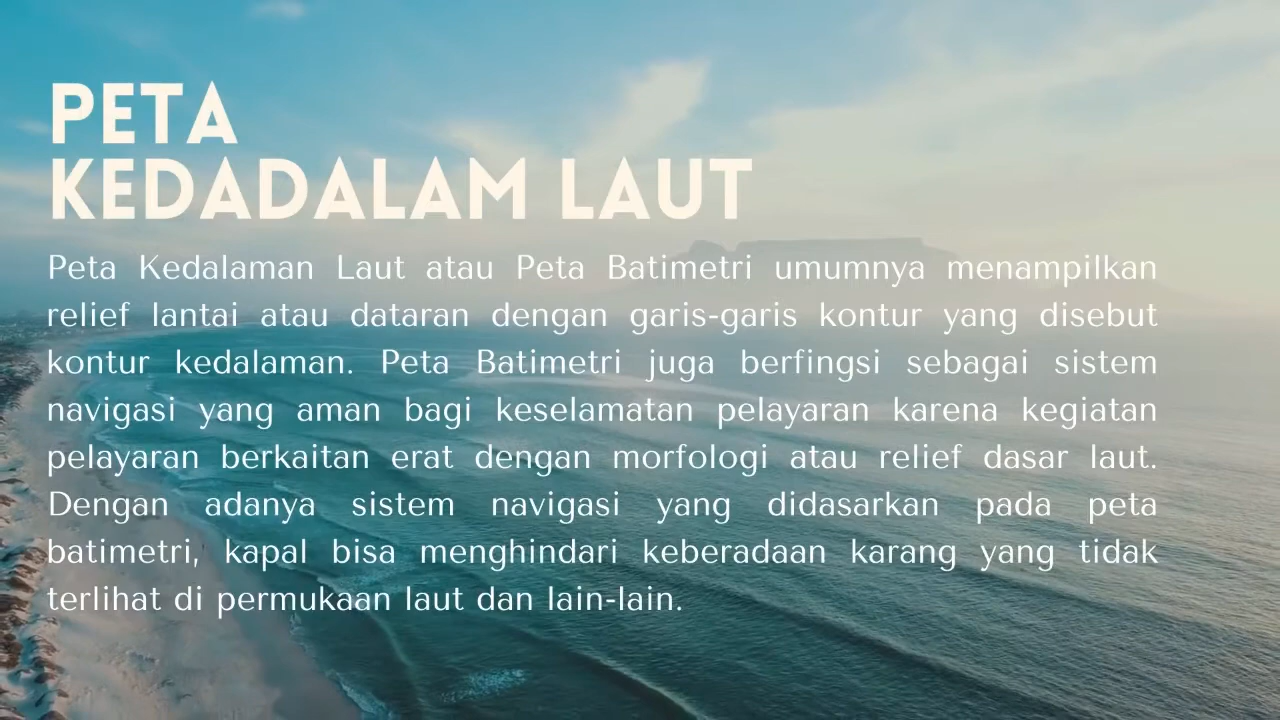 PETA
KEDADALAM LAUT
Peta Kedalaman Laut atau Peta Batimetri umumnya menampilkan
relief lantai atau dataran dengan garis-garis kontur yang disebut
kontur kedalaman. Peta Batimetri juga berfingsi sebagai sistem
navigasi yang aman bagi keselamatan pelayaran karena kegiatan
pelayaran berkaitan erat dengan morfologi atau relief dasar laut.
Dengan adanya sistem navigasi yang didasarkan pada peta
batimetri, kapal bisa menghindari keberadaan karang yang tidak
terlihat di permukaan laut dan lain-lain.